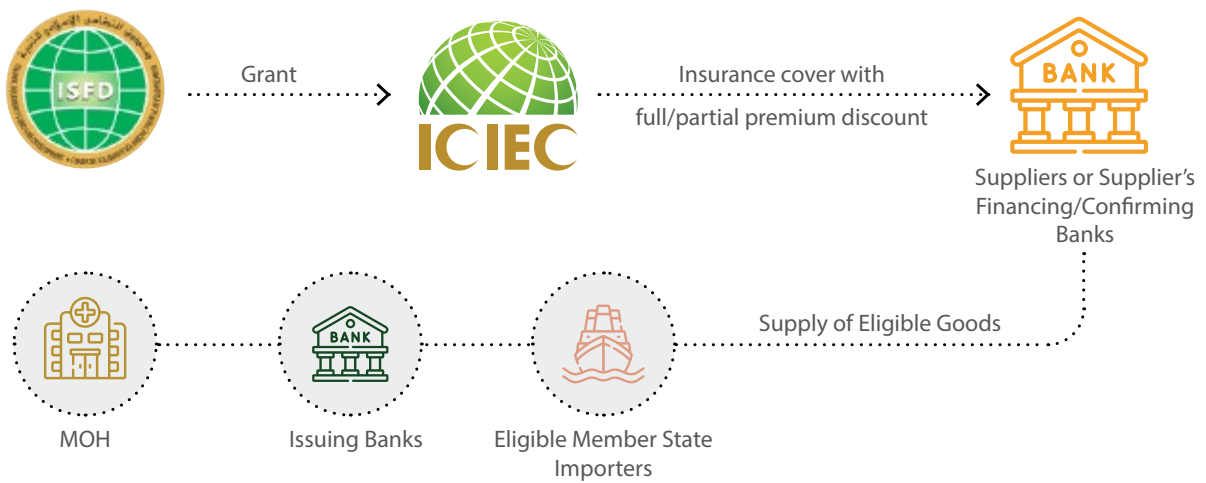 ISFD
Grant
ICIEC
Insurance cover with
full/partial premium discount
BANK
Suppliers or Supplier's
Financing/Confirming
Banks
Supply of Eligible Goods
BANK
MOH
Issuing Banks
Eligible Member State
Importers